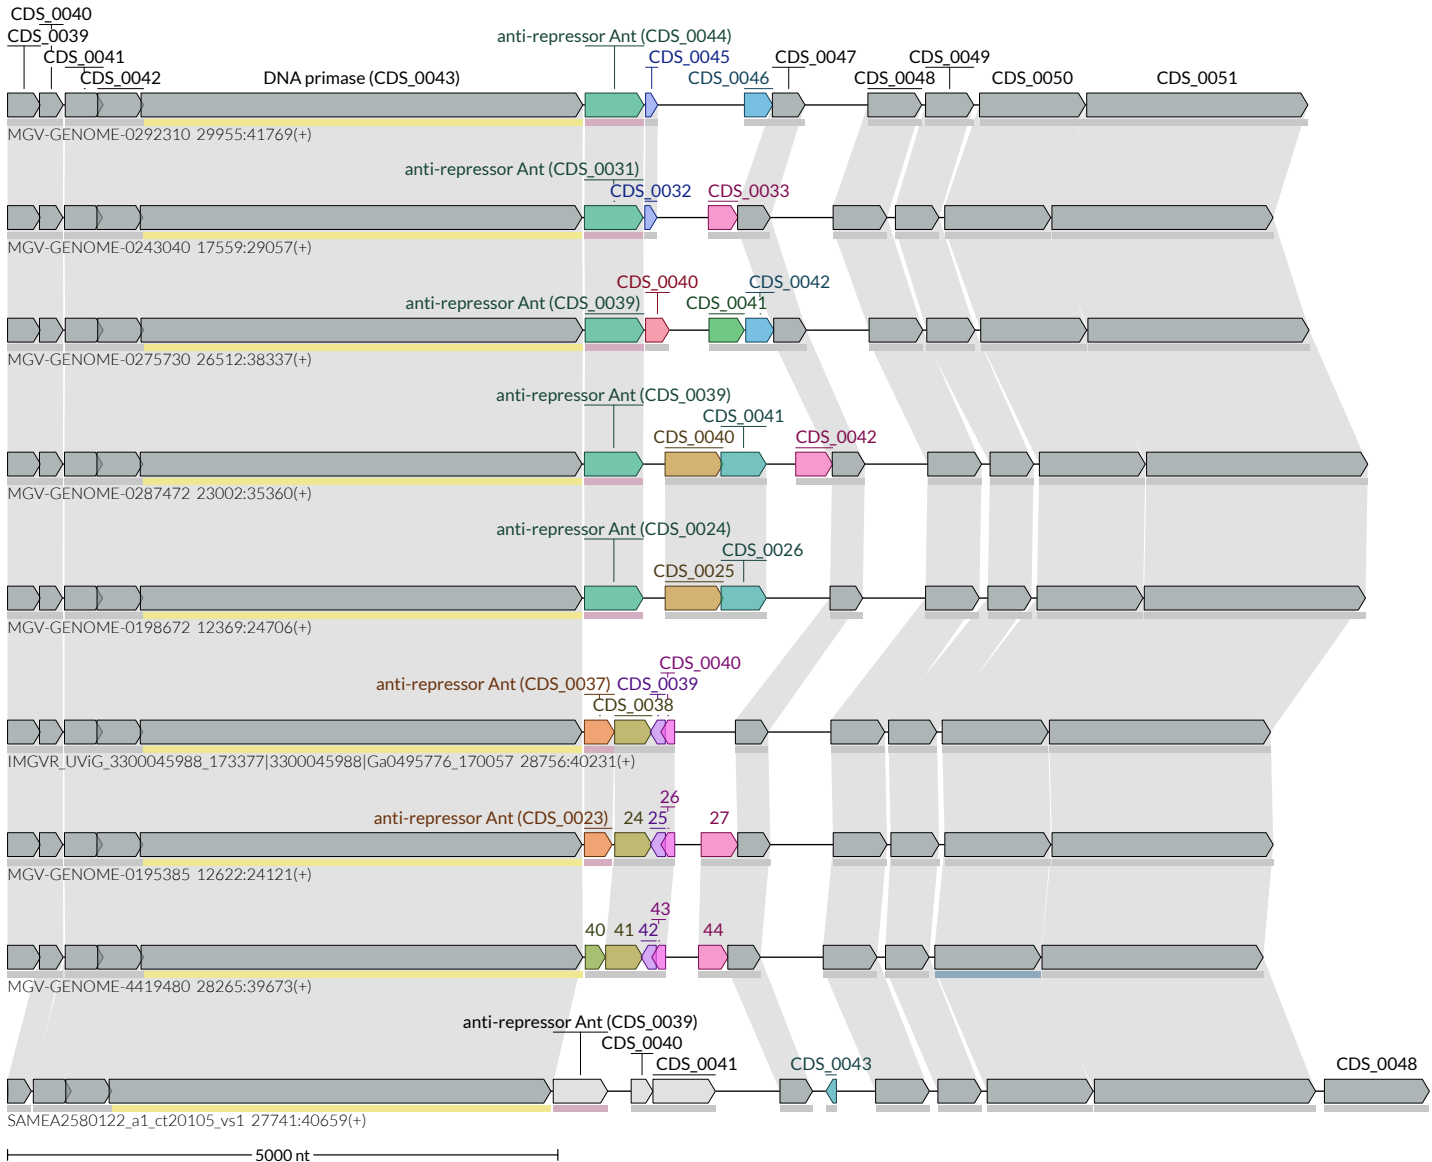 CDS_0040
CDS_0039 anti-repressor Ant (CDS_0044)
CDS_0041 CDS_0045 CDS_0047 CDS_0049
CDS_0042 DNA primase (CDS_0043) CDS_0046 CDS_0048 CDS_0050 CDS_0051
MGV-GENOME-0292310 29955:41769(+)
anti-repressor Ant (CDS_0031)
CDS_0032 CDS_0033
MGV-GENOME-0243040 17559:29057(+)
CDS_0040 CDS_0042
anti-repressor Ant (CDS_0039) CDS_0041
MGV-GENOME-0275730 26512:38337(+)
anti-repressor Ant (CDS_0039)
CDS_0041
CDS_0040 CDS_0042
MGV-GENOME-0287472 23002:35360(+)
anti-repressor Ant (CDS_0024)
CDS_0026
CDS_0025
MGV-GENOME-0198672 12369:24706(+)
CDS_0040
anti-repressor Ant (CDS_0037) CDS_0039
CDS_0038
IMGVR_UViG_3300045988_173377|3300045988|Ga0495776_170057 28756:40231(+)
26
anti-repressor Ant (CDS_0023) 24 25 27
MGV-GENOME-0195385 12622:24121(+)
43
40 41 42 44
MGV-GENOME-4419480 28265:39673(+)
anti-repressor Ant (CDS_0039)
CDS_0040
CDS_0041 CDS_0043 CDS_0048
SAMEA2580122_a1_ct20105_vs1 27741:40659(+)
5000 nt